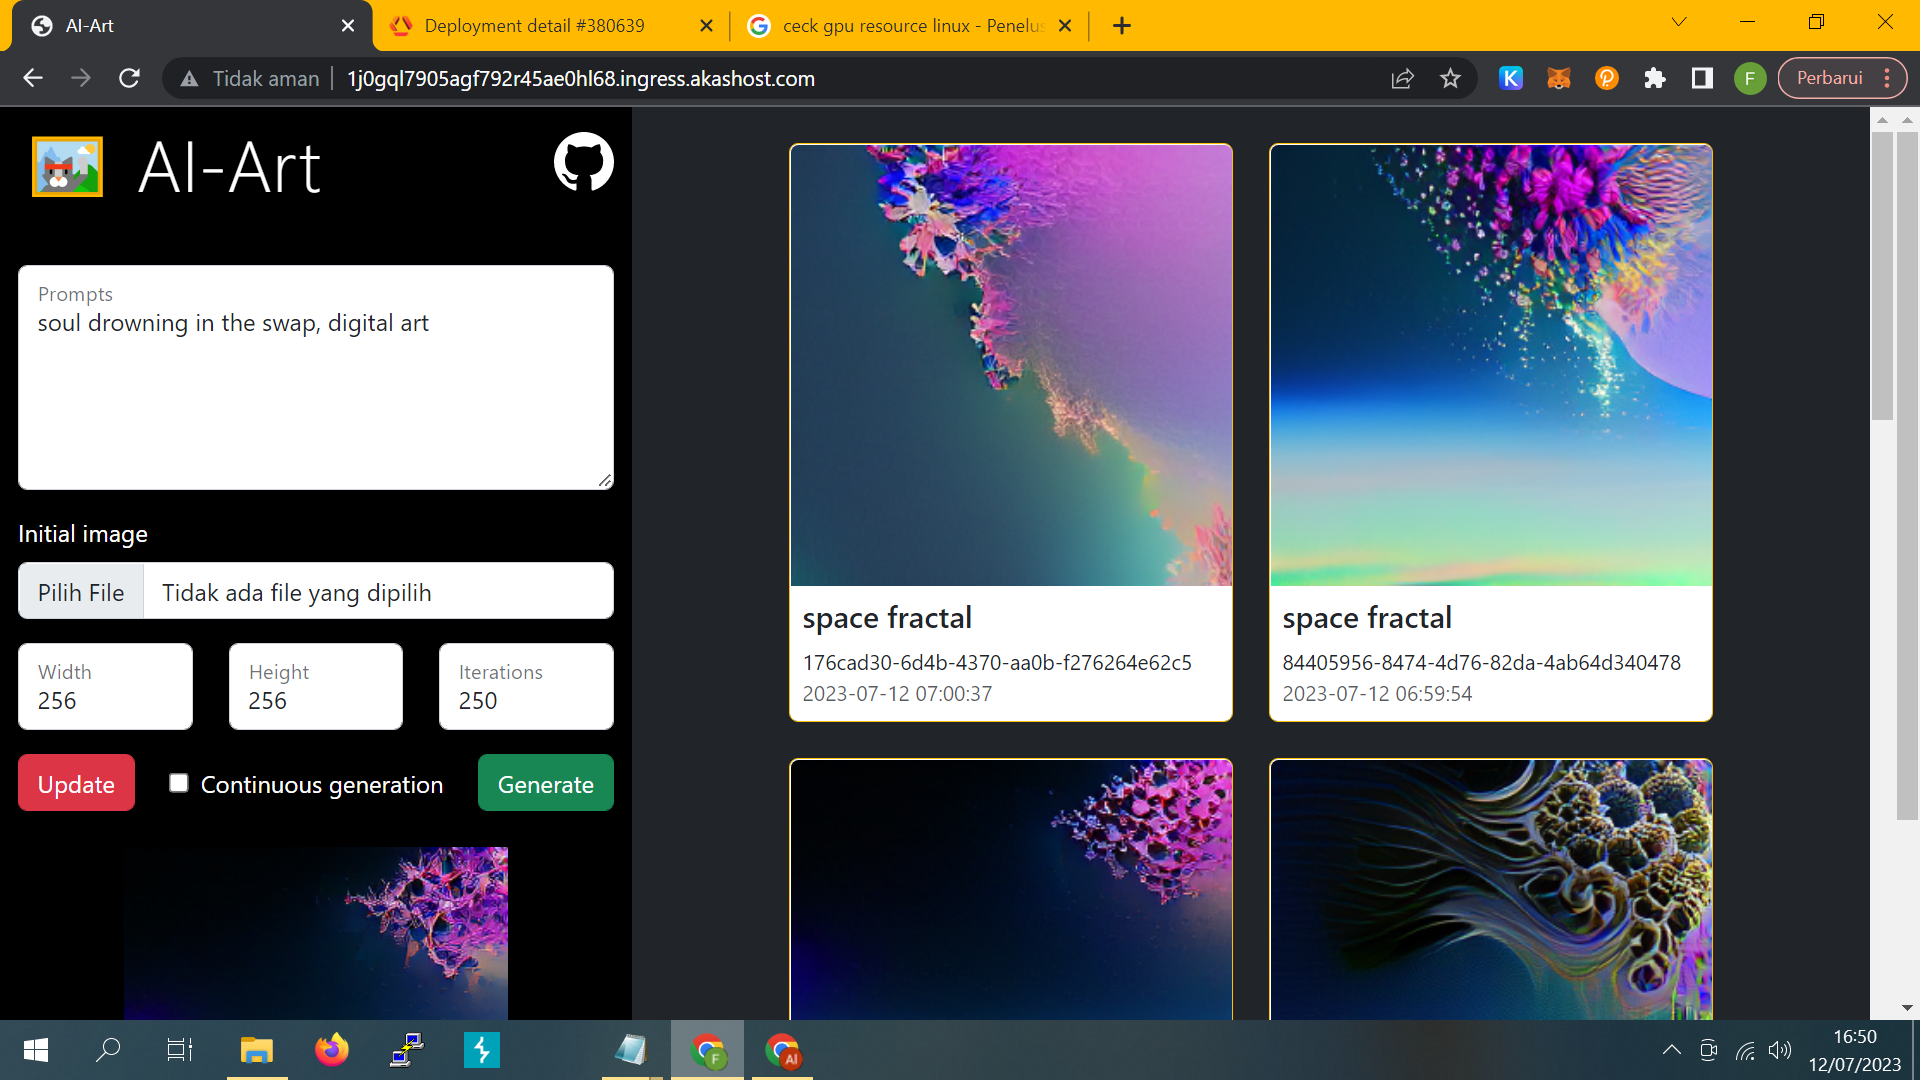 AI-Art
Deployment detail #380639
ceck gpu resource linux - Penelus
Tidak aman
1j0gql7905agf792r45ae0hl68.ingress.akashost.com
K
F
Perbarui
AI-Art
Prompts
soul drowning in the swap, digital art
Initial image
Pilih File
Tidak ada file yang dipilih
Width
256
Height
256
Iterations
250
Update
Continuous generation
Generate
space fractal
176cad30-6d4b-4370-aa0b-f276264e62c5
2023-07-12 07:00:37
space fractal
84405956-8474-4d76-82da-4ab64d340478
2023-07-12 06:59:54
F
AI
16:50
12/07/2023